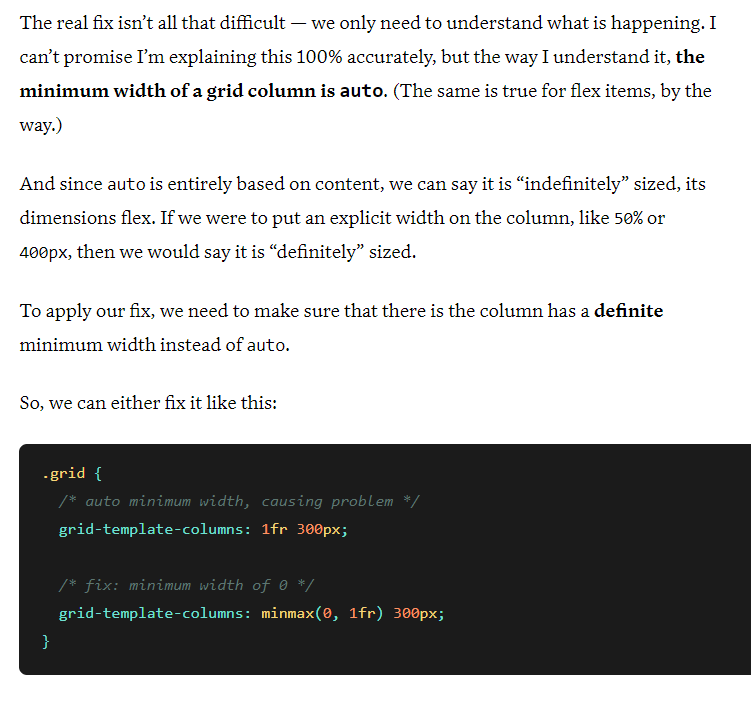 The real fix isn’t all that difficult — we only need to understand what is happening. I
can’t promise I’m explaining this 100% accurately, but the way I understand it, the
minimum width of a grid column is auto. (The same is true for flex items, by the
way.)
And since auto is entirely based on content, we can say it is “indefinitely” sized, its
dimensions flex. If we were to put an explicit width on the column, like 50% or
400px, then we would say it is “definitely” sized.
To apply our fix, we need to make sure that there is the column has a definite
minimum width instead of auto.
So, we can either fix it like this:
.grid {
  /* auto minimum width, causing problem */
  grid-template-columns: 1fr 300px;
  /* fix: minimum width of 0 */
  grid-template-columns: minmax(0, 1fr) 300px;
}